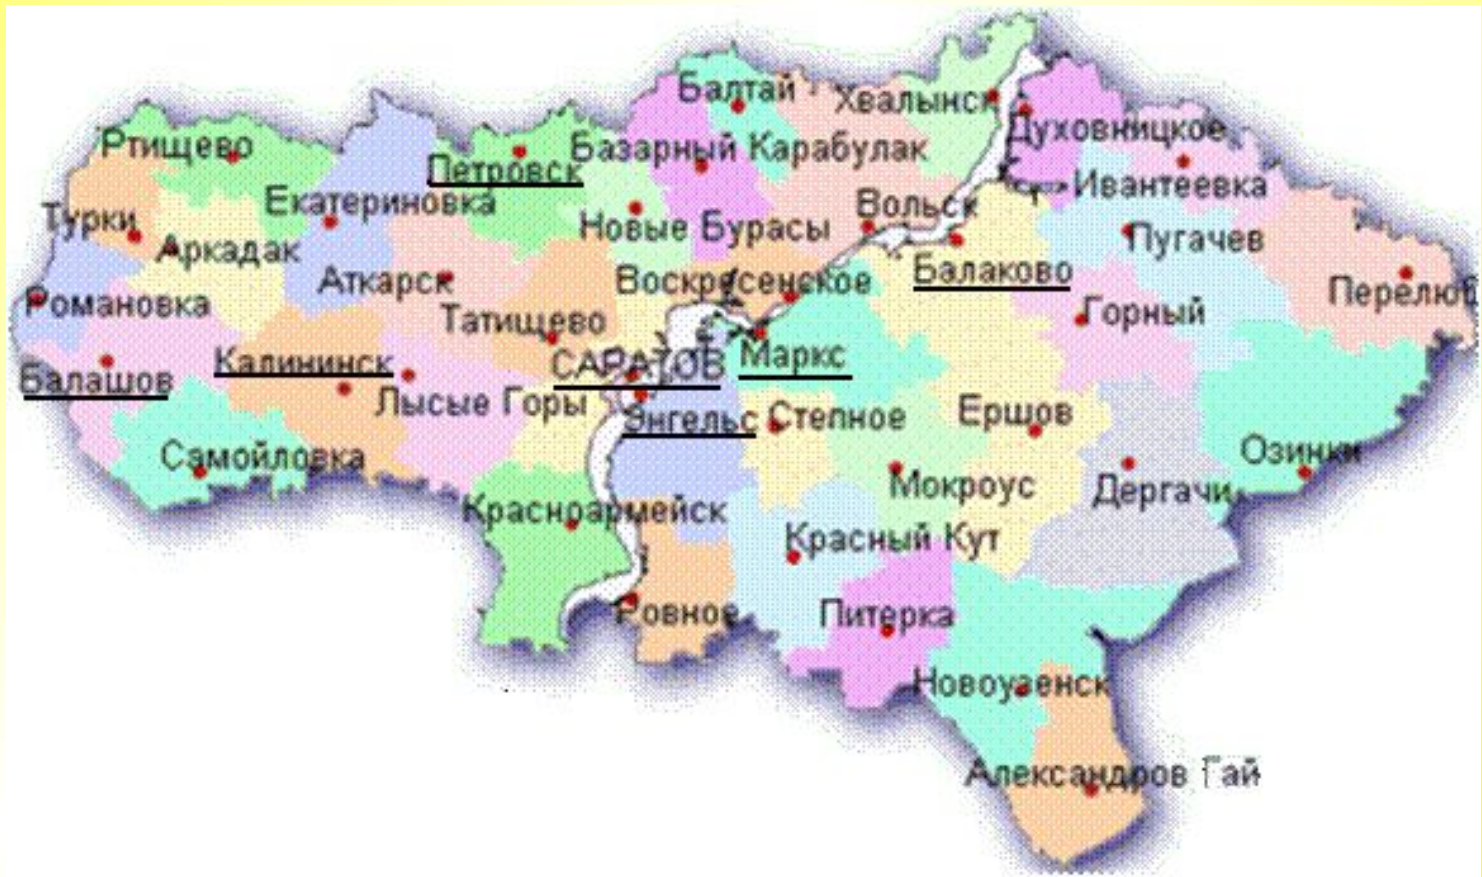 Балтай
Хвалынск
Духовницкое
Ртищево
Петровск
Базарный Карабулак
Ивантеевка
Турки
Екатериновка
Новые Бурасы
Вольск
Аркадак
Пугачев
Аткарск
Воскресенское
Балаково
Перелюб
Романовка
Татищево
Горный
Калининск
САРАТОВ
Маркс
Балашов
Лысые Горы
Энгельс
Степное
Ершов
Самойловка
Озинки
Мокроус
Дергачи
Красноармейск
Красный Кут
Ровное
Питерка
Новоузенск
Александров Гай